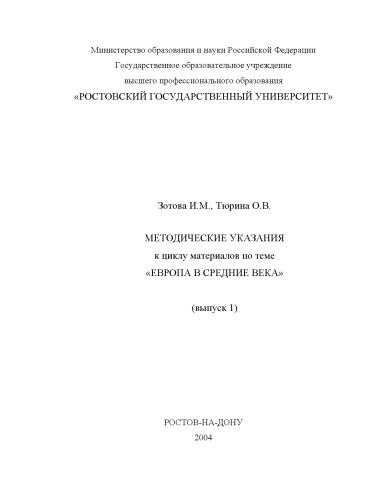 Министерство образования и науки Российской Федерации
Государственное образовательное учреждение
высшего профессионального образования
«РОСТОВСКИЙ ГОСУДАРСТВЕННЫЙ УНИВЕРСИТЕТ»
Зотова И.М., Тюрина О.В.
МЕТОДИЧЕСКИЕ УКАЗАНИЯ
к циклу материалов по теме
«ЕВРОПА В СРЕДНИЕ ВЕКА»
(выпуск 1)
РОСТОВ-НА-ДОНУ
2004